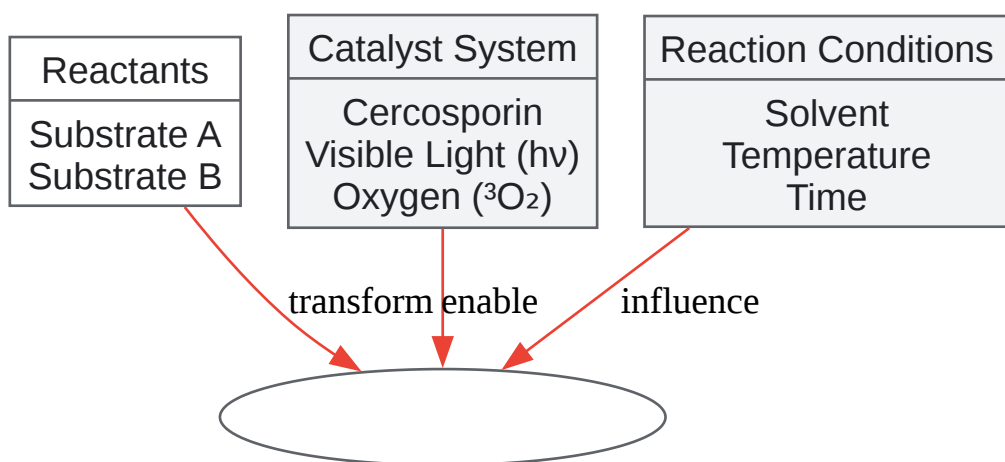 Reactants
Substrate A
Substrate B
Catalyst System
Cercosporin
Visible Light (hν)
Oxygen (³O₂)
Reaction Conditions
Solvent
Temperature
Time
transform
enable
influence